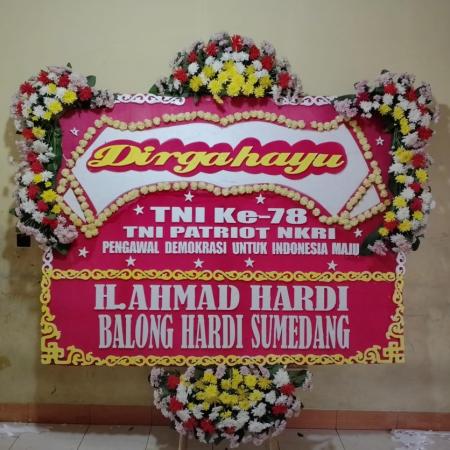 Dirgahayu
TNI Ke-78
TNI PATRIOT NKRI
PENGAWAL DEMOKRASI UNTUK INDONESIA MAJU
H.AHMAD HARDI
BALONG HARDI SUMEDANG